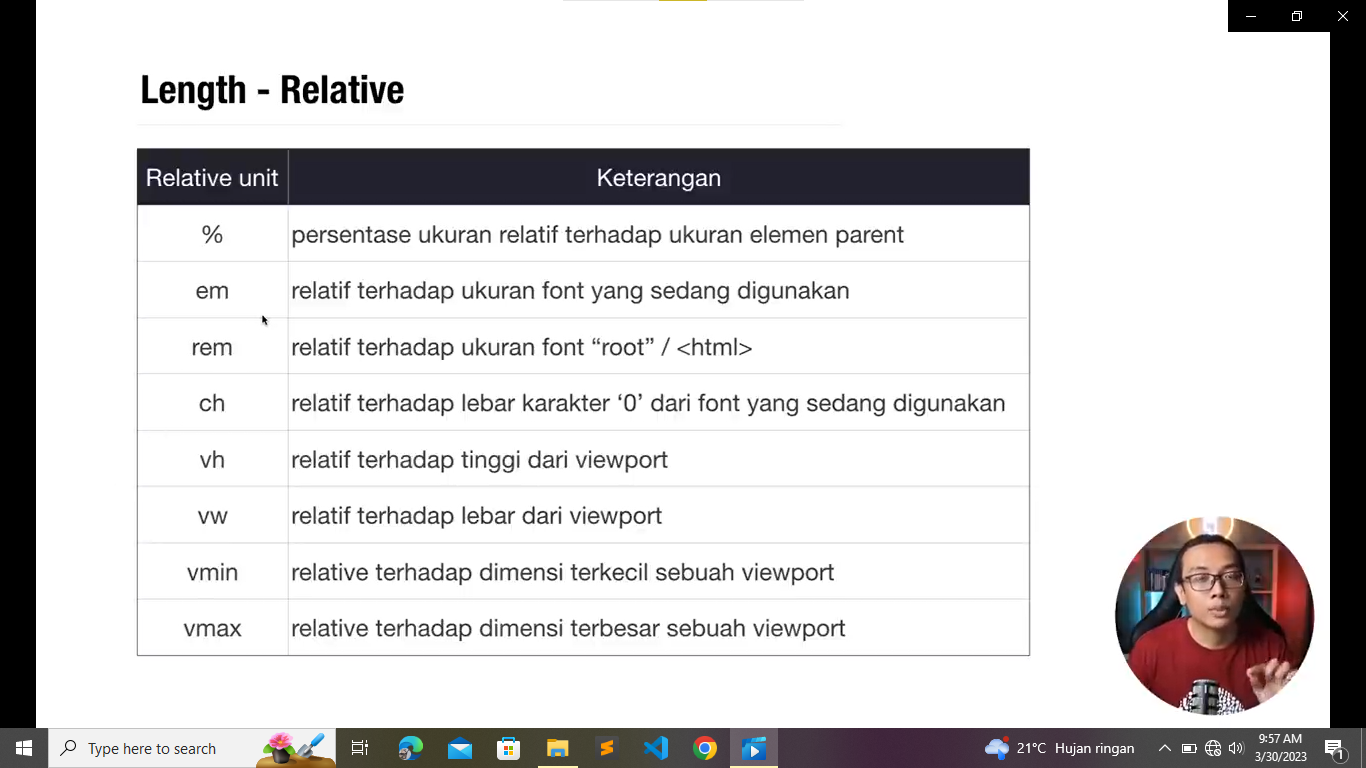 Length - Relative
Relative unit Keterangan
% persentase ukuran relatif terhadap ukuran elemen parent
em relatif terhadap ukuran font yang sedang digunakan
rem relatif terhadap ukuran font “root” / <html>
ch relatif terhadap lebar karakter ‘0’ dari font yang sedang digunakan
vh relatif terhadap tinggi dari viewport
vw relatif terhadap lebar dari viewport
vmin relative terhadap dimensi terkecil sebuah viewport
vmax relative terhadap dimensi terbesar sebuah viewport
Type here to search
21°C Hujan ringan
9:57 AM
3/30/2023
1